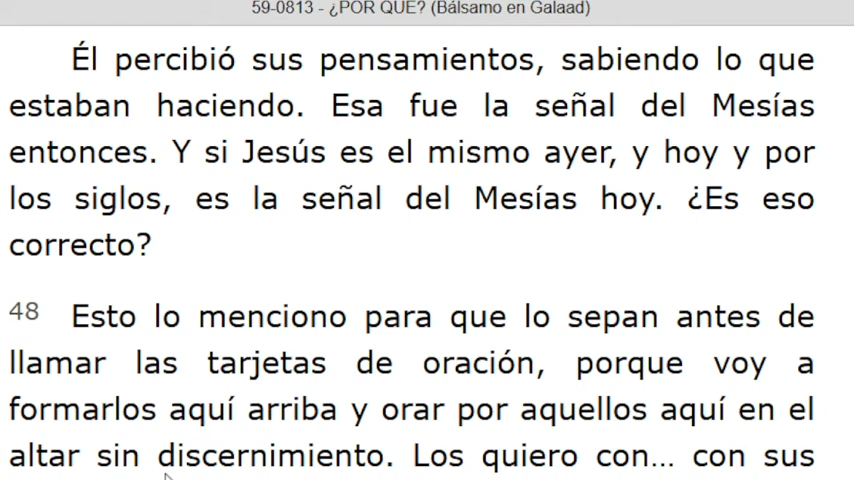 59-0813 - ¿POR QUE? (Bálsamo en Galaad)
Él percibió sus pensamientos, sabiendo lo que
estaban haciendo. Esa fue la señal del Mesías
entonces. Y si Jesús es el mismo ayer, y hoy y por
los siglos, es la señal del Mesías hoy. ¿Es eso
correcto?
48 Esto lo menciono para que lo sepan antes de
llamar las tarjetas de oración, porque voy a
formarlos aquí arriba y orar por aquellos aquí en el
altar sin discernimiento. Los quiero con... con sus